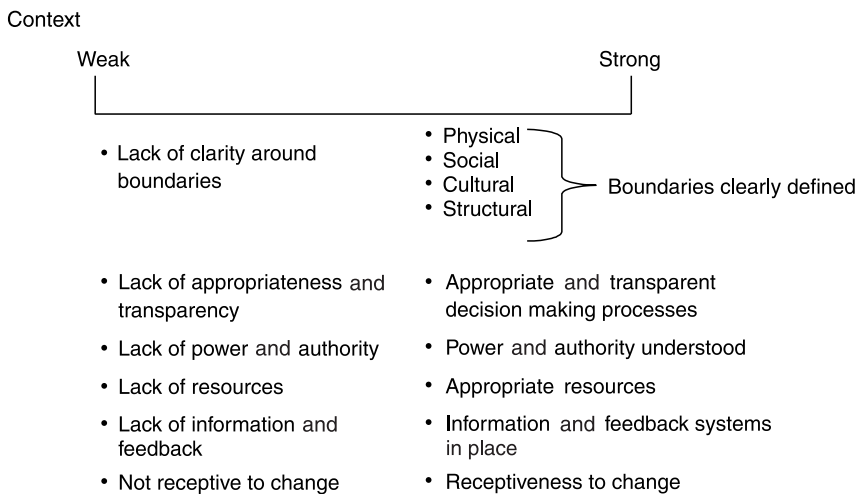 Context
Weak
Strong
• Lack of clarity around
boundaries
• Physical
• Social
• Cultural
• Structural
Boundaries clearly defined
• Lack of appropriateness and
transparency
• Appropriate and transparent
decision making processes
• Lack of power and authority
• Power and authority understood
• Lack of resources
• Appropriate resources
• Lack of information and
feedback
• Information and feedback systems
in place
• Not receptive to change
• Receptiveness to change